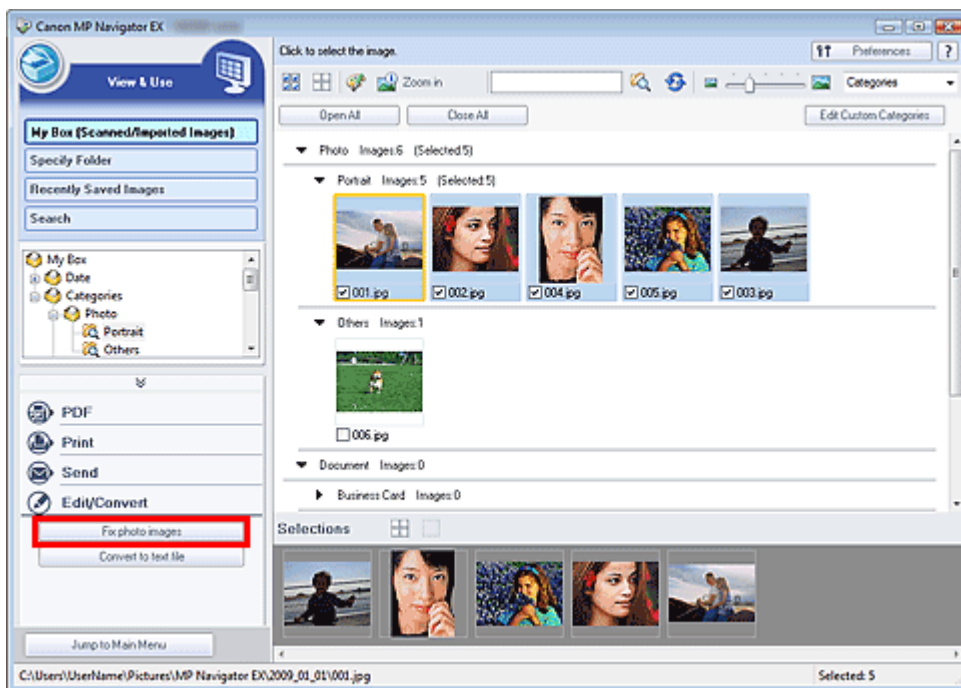 Canon MP Navigator EX
View & Use
My Box (Scanned/Imported Images)
Specify Folder
Recently Saved Images
Search
My Box
Date
Categories
Photo
Portrait
Others
PDF
Print
Send
Edit/Convert
Fix photo images
Convert to text file
Jump to Main Menu
Click to select the image.
Preferences
?
Zoom in
Categories
Open All
Close All
Edit Custom Categories
Photo Images:6 (Selected:5)
Portrait Images:5 (Selected:5)
001.jpg
002.jpg
004.jpg
005.jpg
003.jpg
Others Images:1
006.jpg
Document Images:0
Business Card Images:0
Selections
C:\Users\UserName\Pictures\MP Navigator EX\2009_01_01\001.jpg
Selected: 5